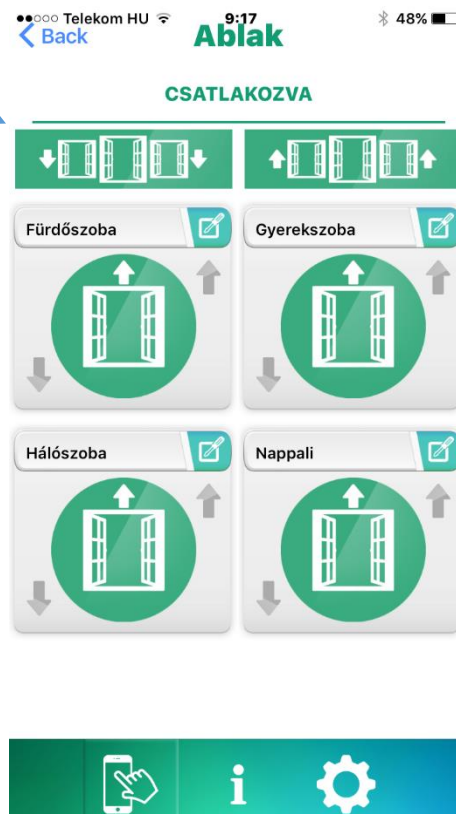 Telekom HU 9:17 48%
Back Ablak
CSATLAKOZVA
Fürdőszoba Gyerekszoba
Hálószoba Nappali